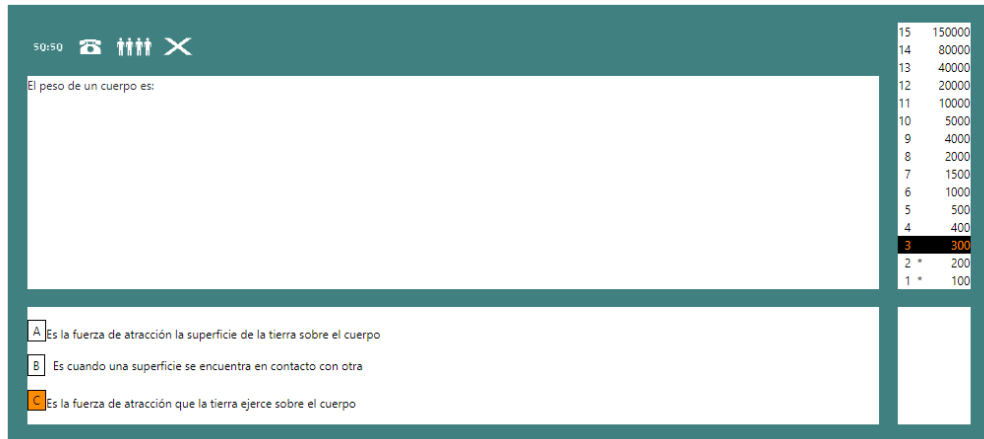 50:50
El peso de un cuerpo es:
A Es la fuerza de atracción la superficie de la tierra sobre el cuerpo
B Es cuando una superficie se encuentra en contacto con otra
C Es la fuerza de atracción que la tierra ejerce sobre el cuerpo
15 150000
14 80000
13 40000
12 20000
11 10000
10 5000
9 4000
8 2000
7 1500
6 1000
5 500
4 400
3 300
2 * 200
1 * 100